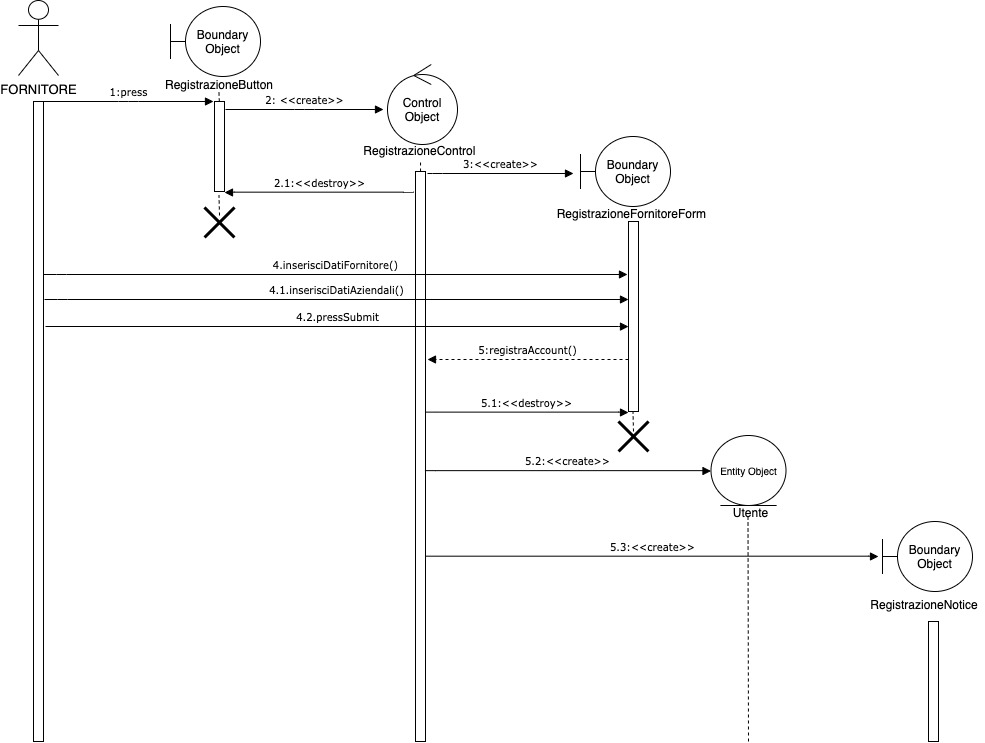 Boundary
Object
FORNITORE
RegistrazioneButton
1:press
2: <<create>>
Control
Object
RegistrazioneControl
3:<<create>>
Boundary
Object
2.1:<<destroy>>
RegistrazioneFornitoreForm
4.inserisciDatiFornitore()
4.1.inserisciDatiAziendali()
4.2.pressSubmit
5:registraAccount()
5.1:<<destroy>>
5.2:<<create>>
Entity Object
Utente
5.3:<<create>>
Boundary
Object
RegistrazioneNotice